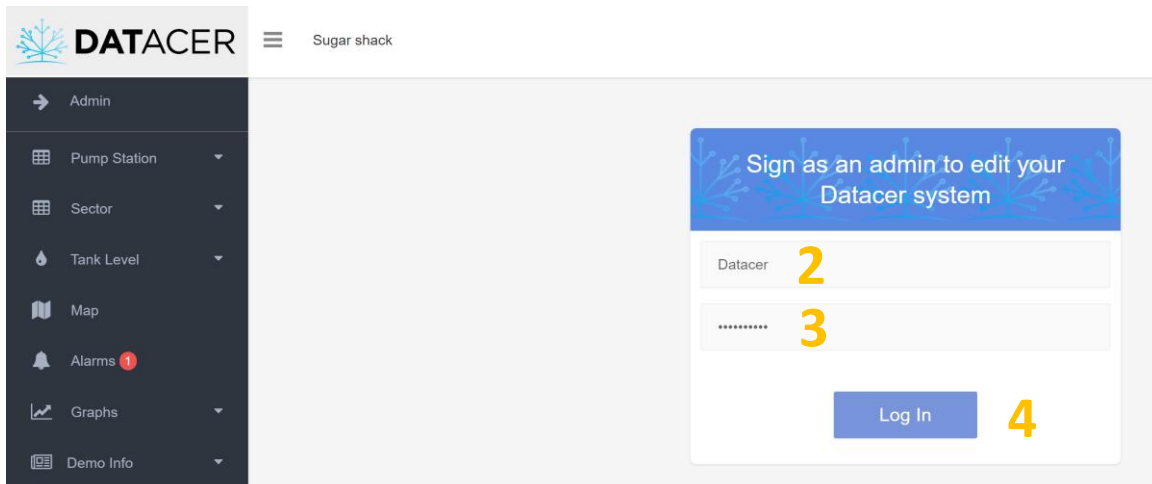 DATACER
Sugar shack
Admin
Pump Station
Sector
Tank Level
Map
Alarms 1
Graphs
Demo Info
Sign as an admin to edit your
Datacer system
Datacer 2
•••••••••• 3
Log In 4